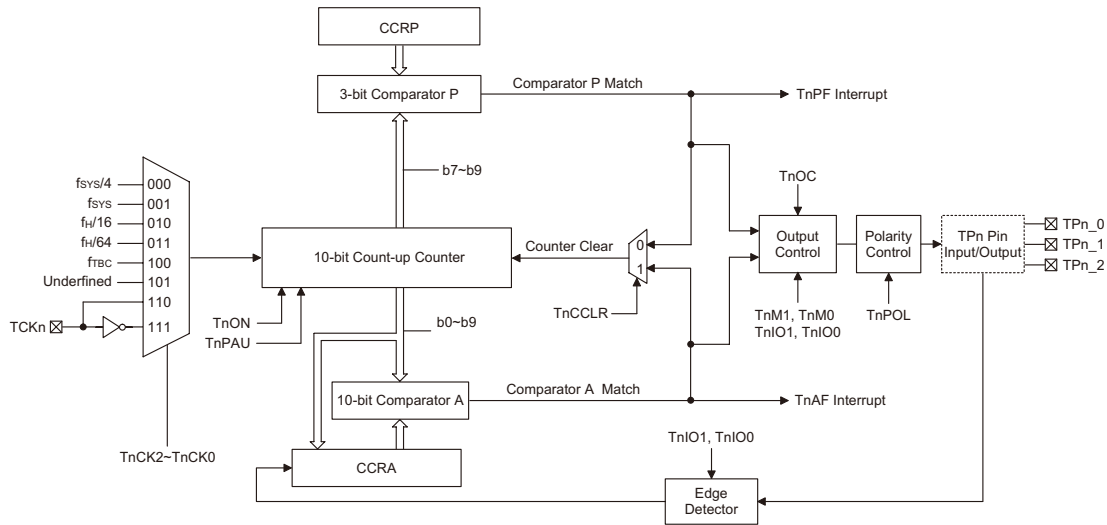 CCRP
3-bit Comparator P
Comparator P Match
TnPF Interrupt
b7~b9
fSYS/4
000
fSYS
001
fH/16
010
fH/64
011
fTBC
100
Undefined
101
110
TCKn
111
TnCK2~TnCK0
10-bit Count-up Counter
TnON
TnPAU
b0~b9
Counter Clear
0
1
TnCCLR
TnOC
Output
Control
TnM1, TnM0
TnIO1, TnIO0
Polarity
Control
TnPOL
TPn Pin
Input/Output
TPn_0
TPn_1
TPn_2
10-bit Comparator A
Comparator A Match
TnAF Interrupt
CCRA
TnIO1, TnIO0
Edge
Detector